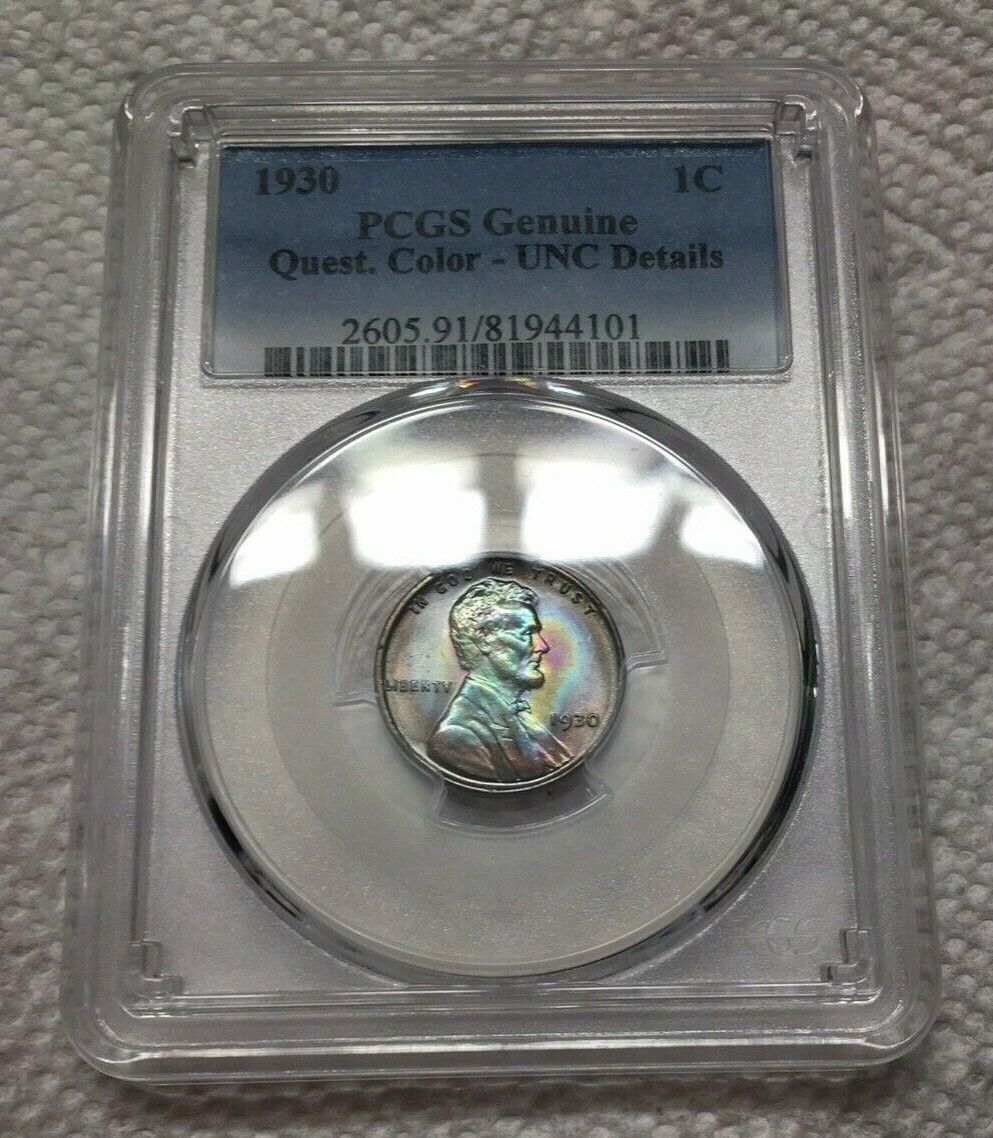 1930 1C
PCGS Genuine
Quest. Color - UNC Details
2605.91/81944101
IN GOD WE TRUST
LIBERTY
1930